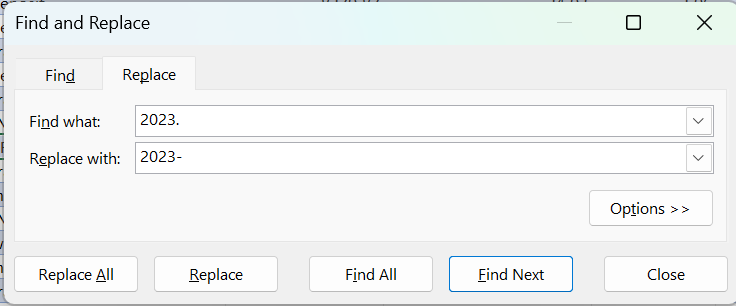 Find and Replace
Find
Replace
Find what:
2023.
Replace with:
2023-
Options >>
Replace All
Replace
Find All
Find Next
Close